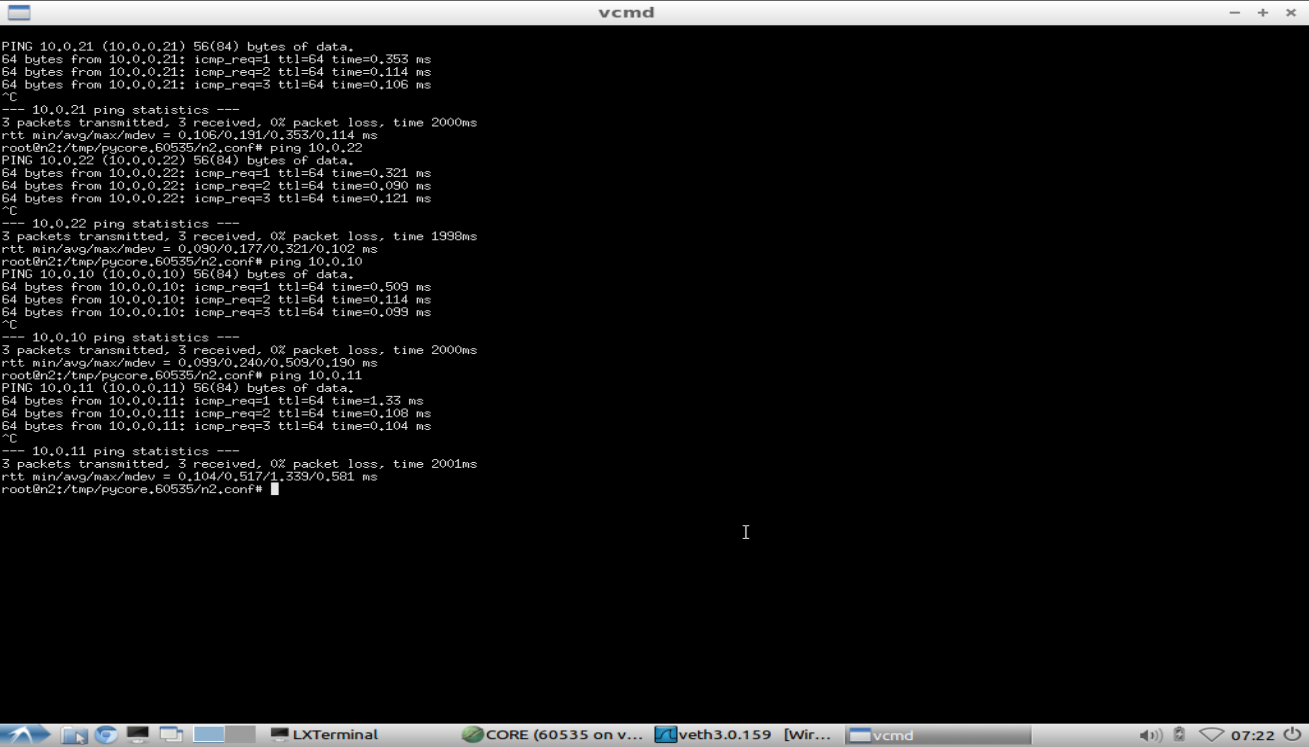 vcmd
PING 10.0.21 (10.0.0.21) 56(84) bytes of data.
64 bytes from 10.0.0.21: icmp_req=1 ttl=64 time=0.353 ms
64 bytes from 10.0.0.21: icmp_req=2 ttl=64 time=0.114 ms
64 bytes from 10.0.0.21: icmp_req=3 ttl=64 time=0.106 ms
^C
--- 10.0.21 ping statistics ---
3 packets transmitted, 3 received, 0% packet loss, time 2000ms
rtt min/avg/max/mdev = 0.106/0.191/0.353/0.114 ms
root@n2:/tmp/pycore.60535/n2.conf# ping 10.0.22
PING 10.0.22 (10.0.0.22) 56(84) bytes of data.
64 bytes from 10.0.0.22: icmp_req=1 ttl=64 time=0.321 ms
64 bytes from 10.0.0.22: icmp_req=2 ttl=64 time=0.090 ms
64 bytes from 10.0.0.22: icmp_req=3 ttl=64 time=0.121 ms
^C
--- 10.0.22 ping statistics ---
3 packets transmitted, 3 received, 0% packet loss, time 1998ms
rtt min/avg/max/mdev = 0.090/0.177/0.321/0.102 ms
root@n2:/tmp/pycore.60535/n2.conf# ping 10.0.10
PING 10.0.10 (10.0.0.10) 56(84) bytes of data.
64 bytes from 10.0.0.10: icmp_req=1 ttl=64 time=0.509 ms
64 bytes from 10.0.0.10: icmp_req=2 ttl=64 time=0.114 ms
64 bytes from 10.0.0.10: icmp_req=3 ttl=64 time=0.099 ms
^C
--- 10.0.10 ping statistics ---
3 packets transmitted, 3 received, 0% packet loss, time 2000ms
rtt min/avg/max/mdev = 0.099/0.240/0.509/0.190 ms
root@n2:/tmp/pycore.60535/n2.conf# ping 10.0.11
PING 10.0.11 (10.0.0.11) 56(84) bytes of data.
64 bytes from 10.0.0.11: icmp_req=1 ttl=64 time=1.33 ms
64 bytes from 10.0.0.11: icmp_req=2 ttl=64 time=0.108 ms
64 bytes from 10.0.0.11: icmp_req=3 ttl=64 time=0.104 ms
^C
--- 10.0.11 ping statistics ---
3 packets transmitted, 3 received, 0% packet loss, time 2001ms
rtt min/avg/max/mdev = 0.104/0.517/1.339/0.581 ms
root@n2:/tmp/pycore.60535/n2.conf#
LXTerminal CORE (60535 on v... veth3.0.159 [Wir... vcmd 07:22